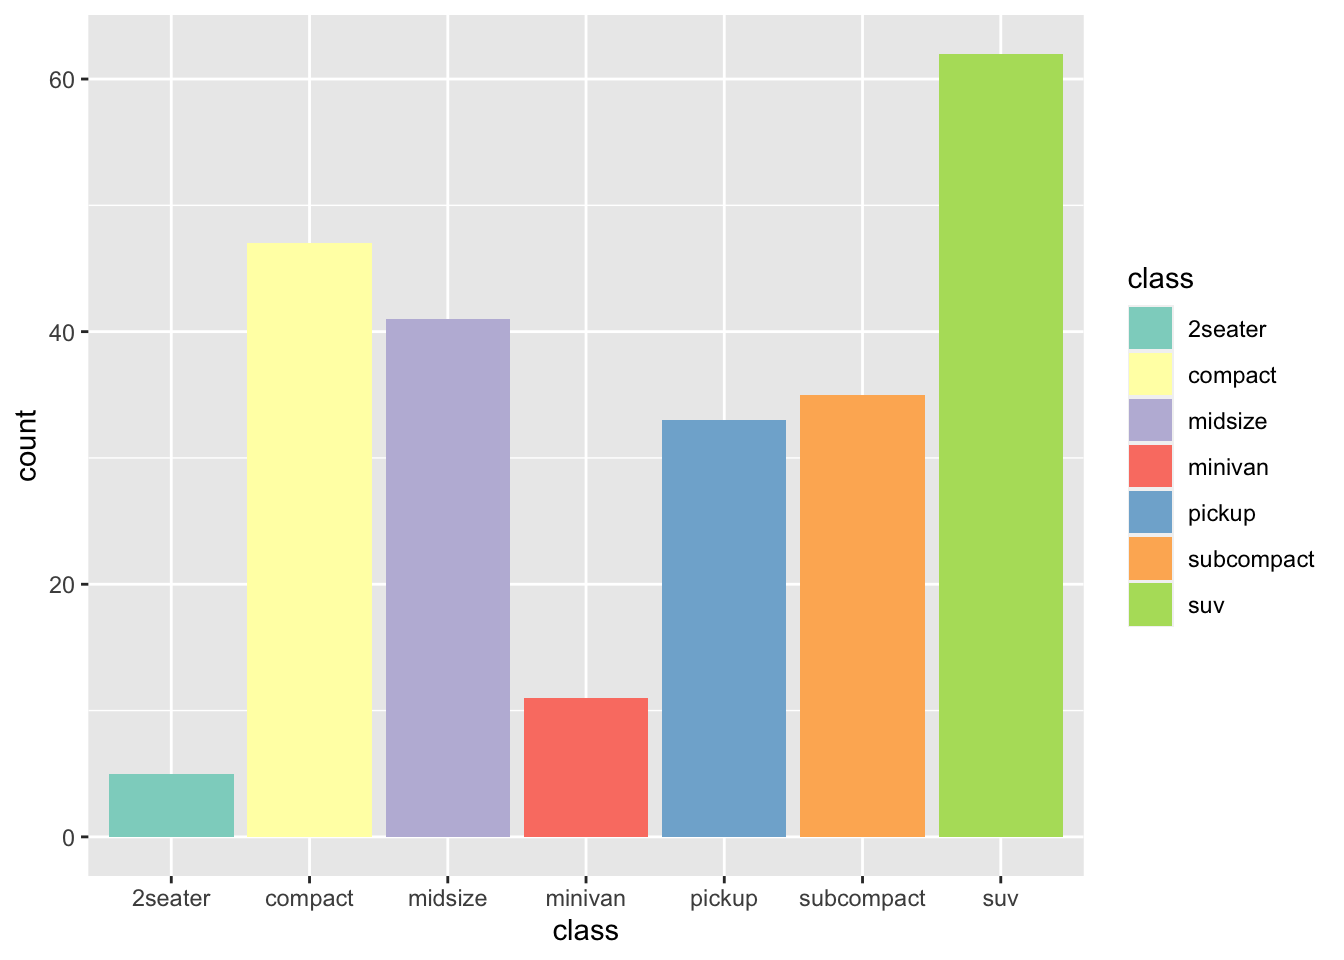 60
40
20
0
count
2seater compact midsize minivan pickup subcompact suv
class
class
2seater
compact
midsize
minivan
pickup
subcompact
suv